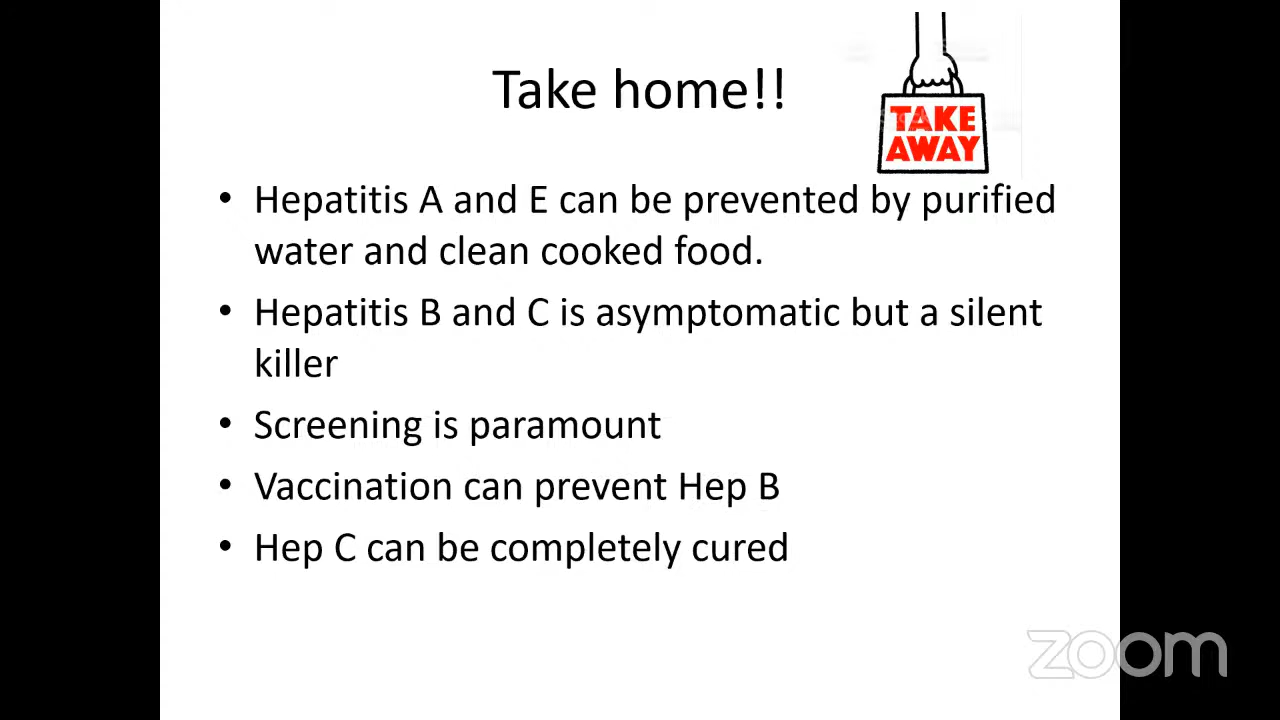 Take home!!
TAKE
AWAY
• Hepatitis A and E can be prevented by purified
water and clean cooked food.
• Hepatitis B and C is asymptomatic but a silent
killer
• Screening is paramount
• Vaccination can prevent Hep B
• Hep C can be completely cured
zoom